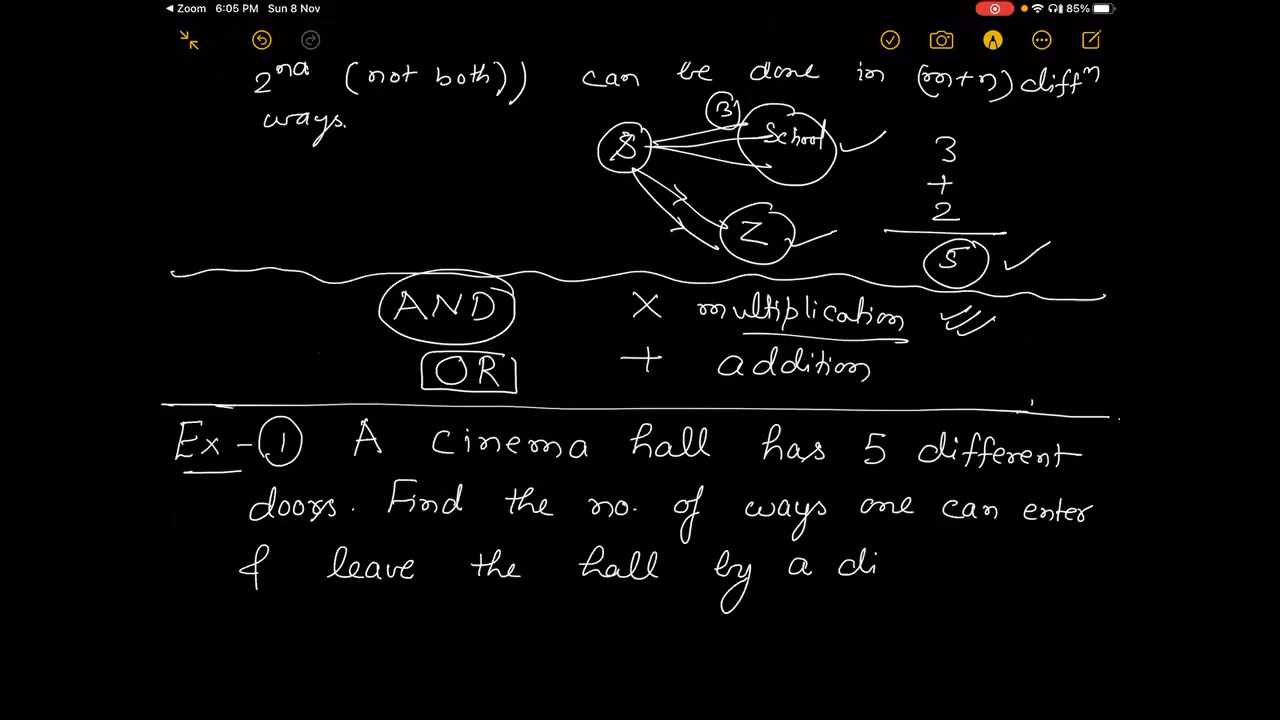 Zoom 6:05 PM Sun 8 Nov 85%
2nd (not both)) can be done in (m+n) diffn
ways.
3 School
S
Z
3
+
2
5
AND × multiplication
OR + addition
Ex-1 A cinema hall has 5 different
doors. Find the no. of ways one can enter
& leave the hall by a di